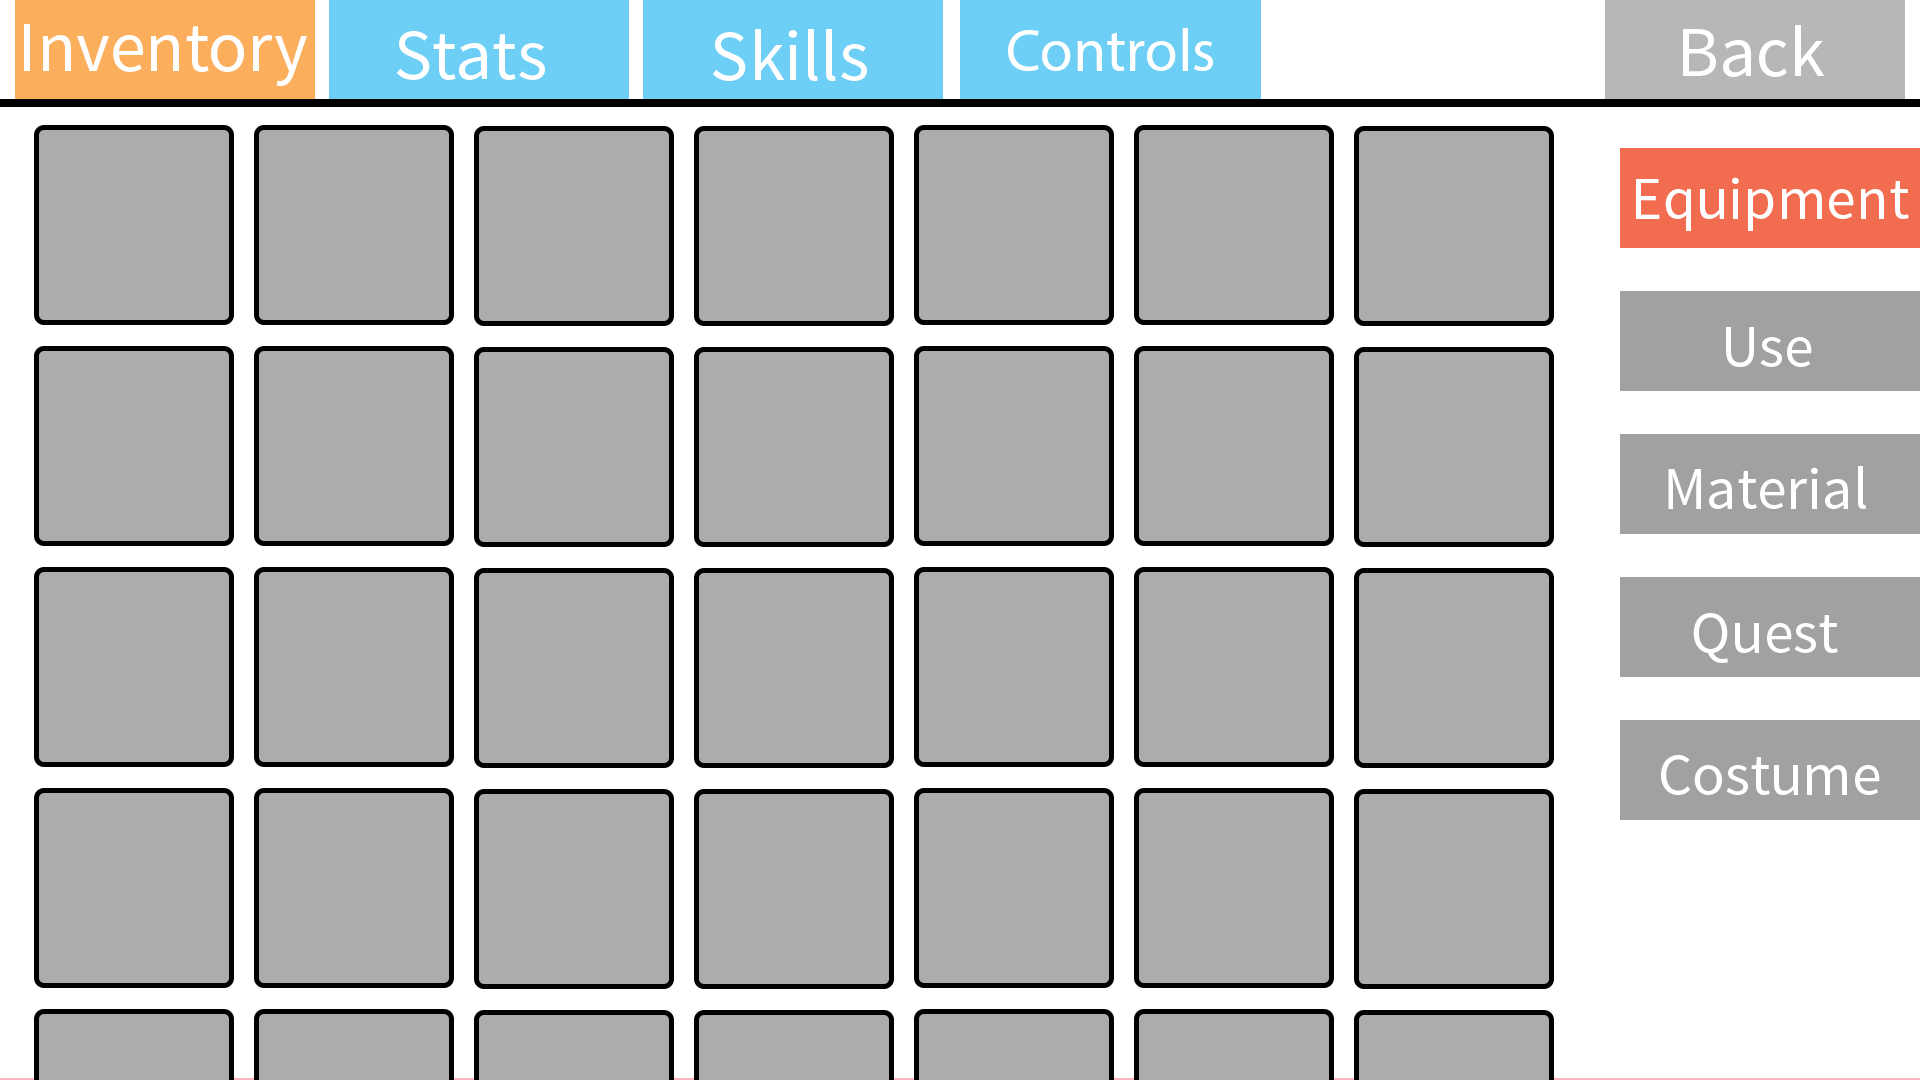 Inventory
Stats
Skills
Controls
Back
Equipment
Use
Material
Quest
Costume